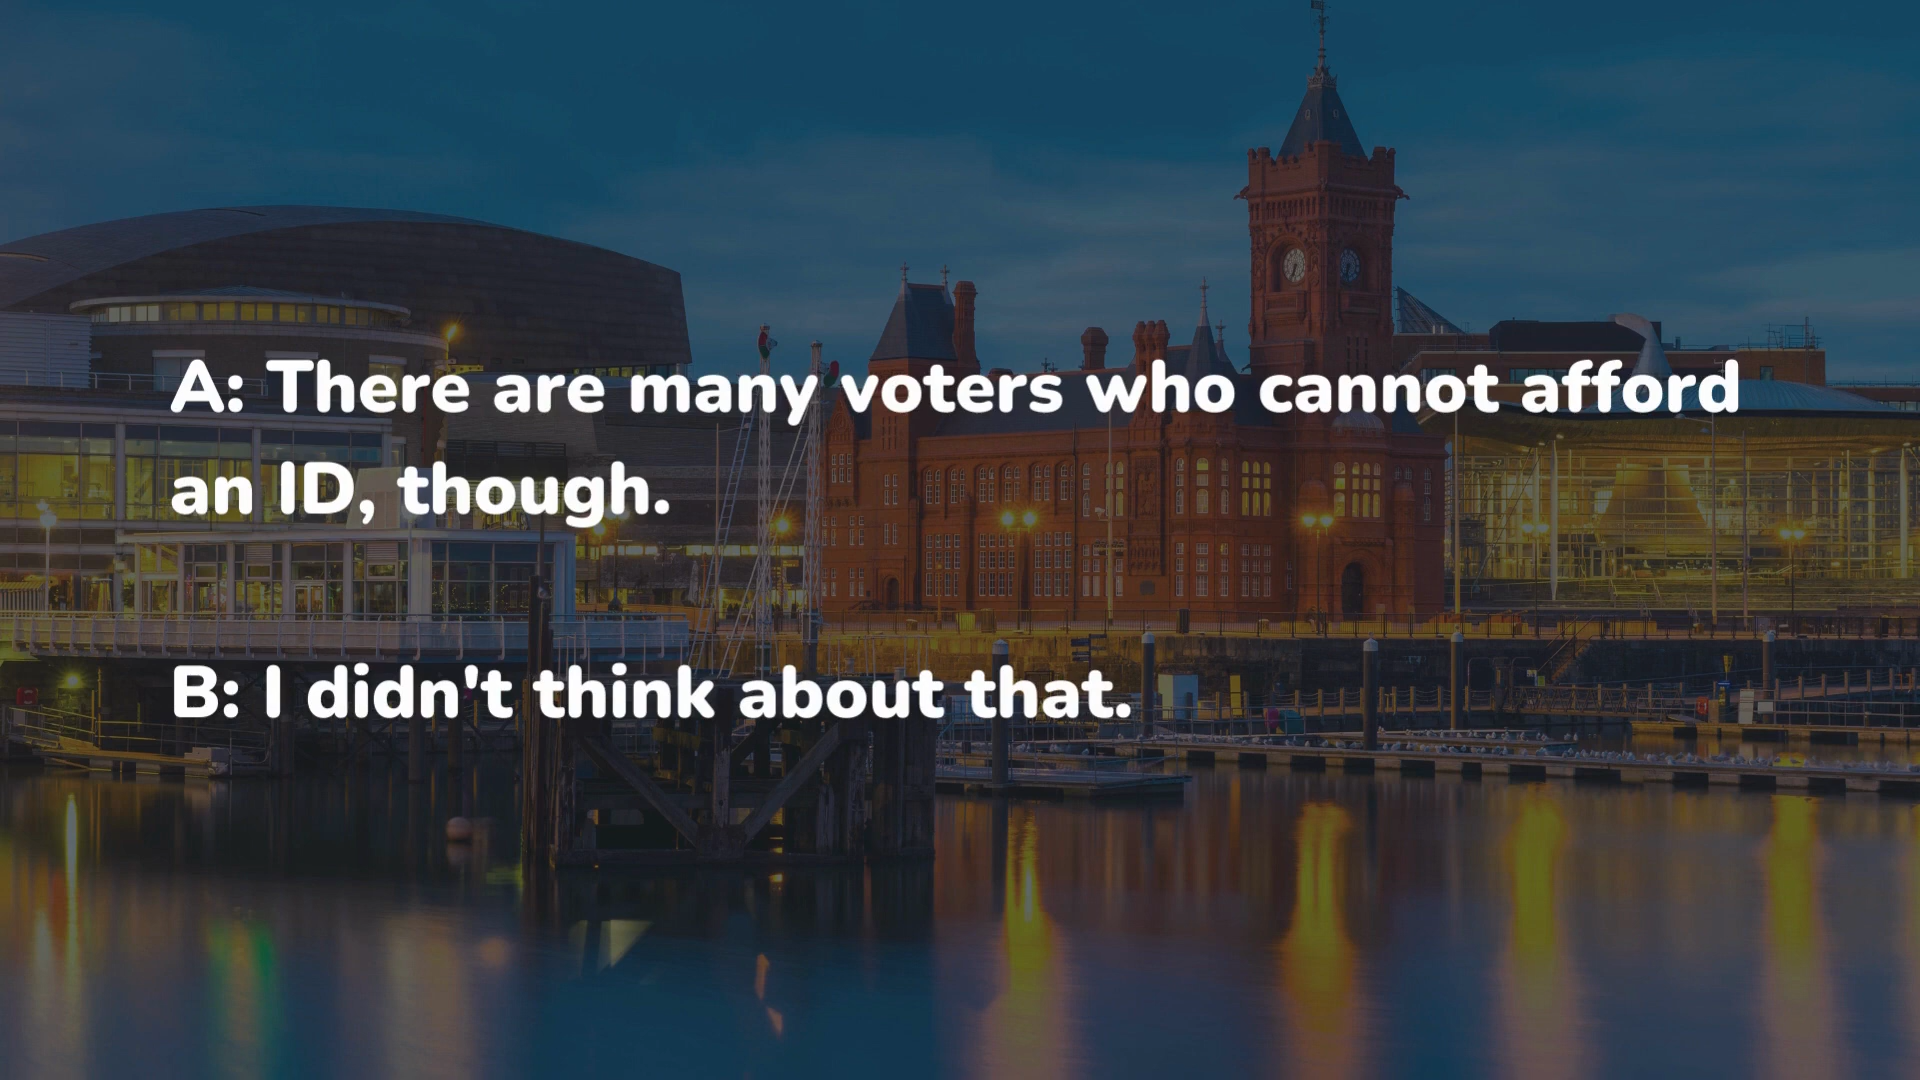 A: There are many voters who cannot afford
an ID, though.
B: I didn't think about that.